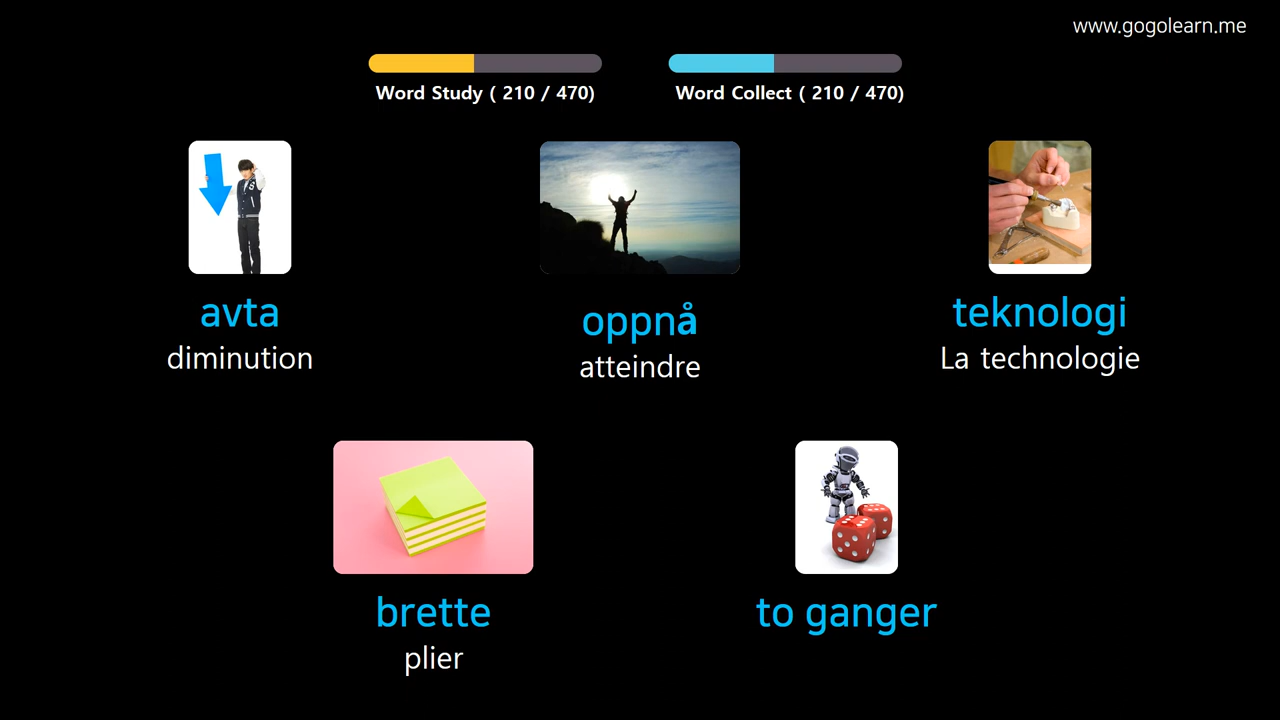 www.gogolearn.me
Word Study ( 210 / 470)
Word Collect ( 210 / 470)
avta
diminution
oppnå
atteindre
teknologi
La technologie
brette
plier
to ganger